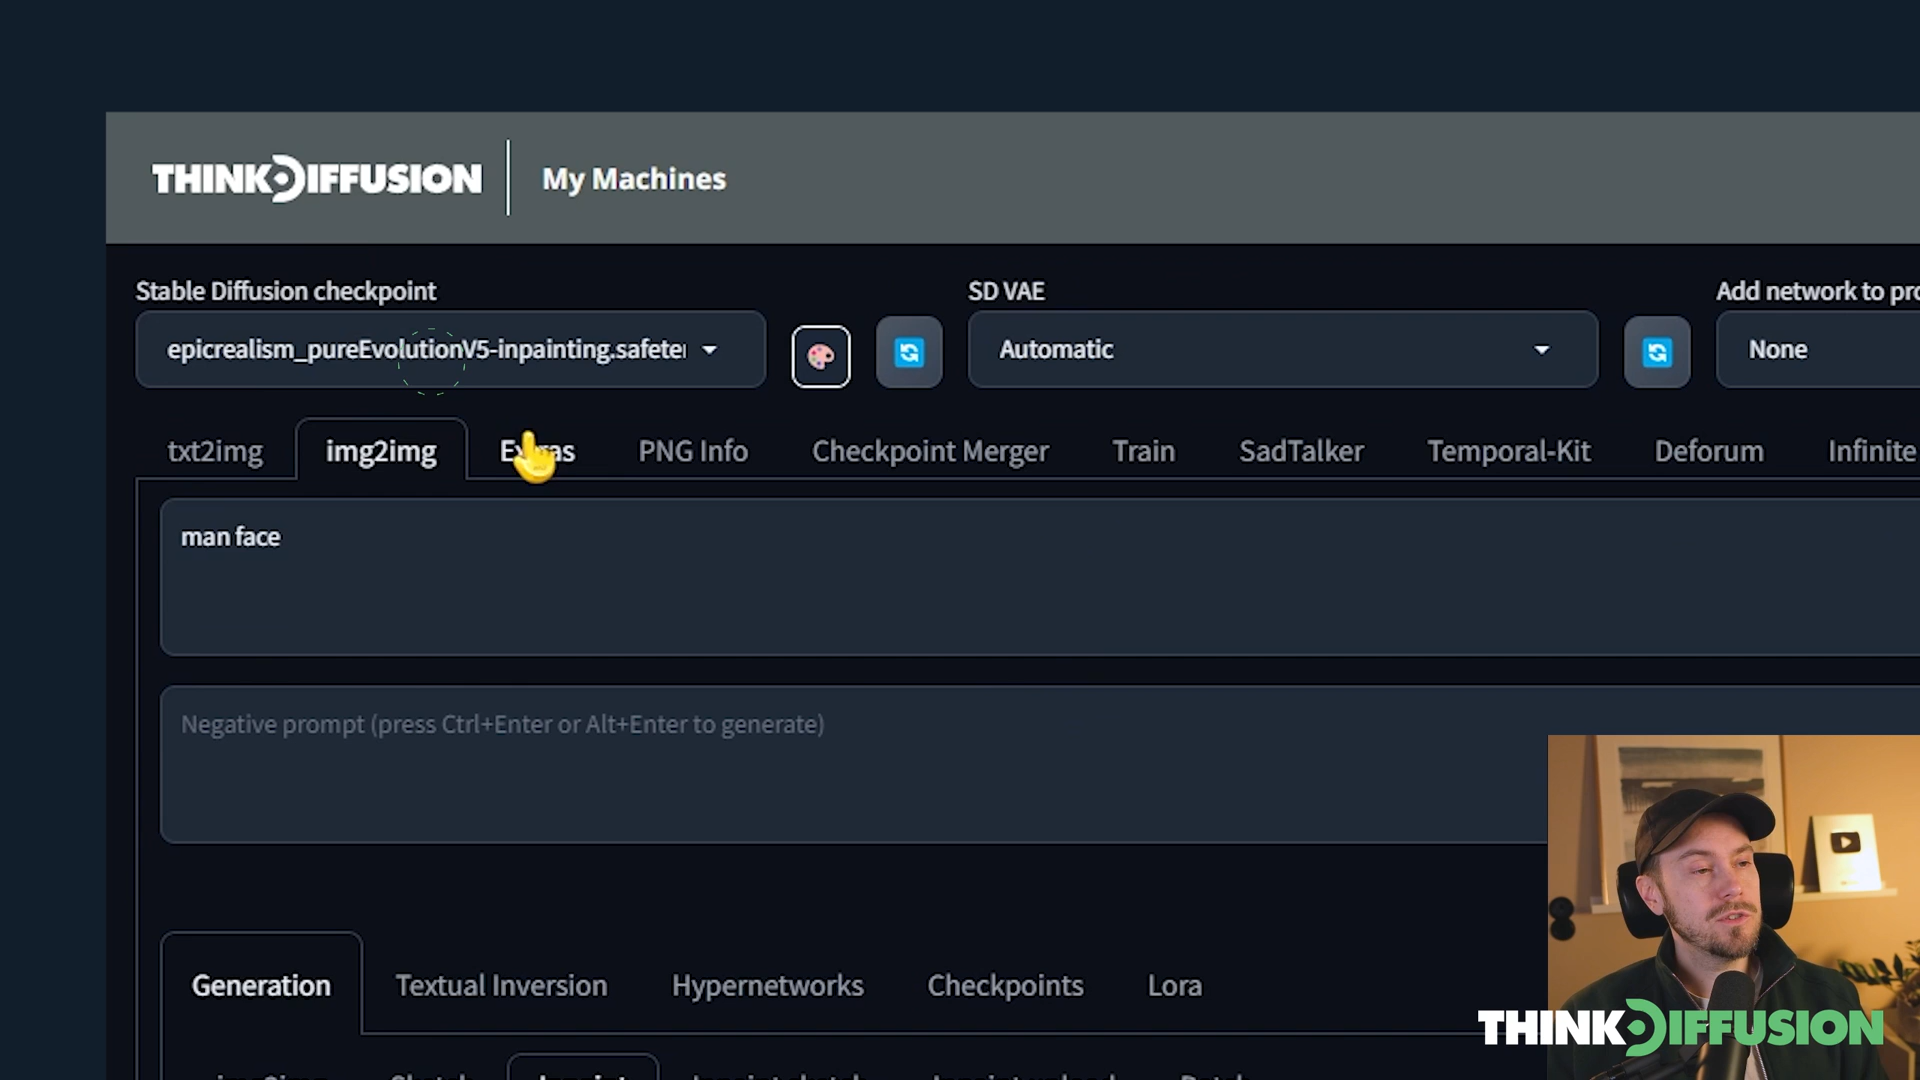 THINKDIFFUSION
My Machines
Stable Diffusion checkpoint
SD VAE
Add network to pro
epicrealism_pureEvolutionV5-inpainting.safete
Automatic
None
txt2img
img2img
Extras
PNG Info
Checkpoint Merger
Train
SadTalker
Temporal-Kit
Deforum
Infinite
man face
Negative prompt (press Ctrl+Enter or Alt+Enter to generate)
Generation
Textual Inversion
Hypernetworks
Checkpoints
Lora
THINKDIFFUSION